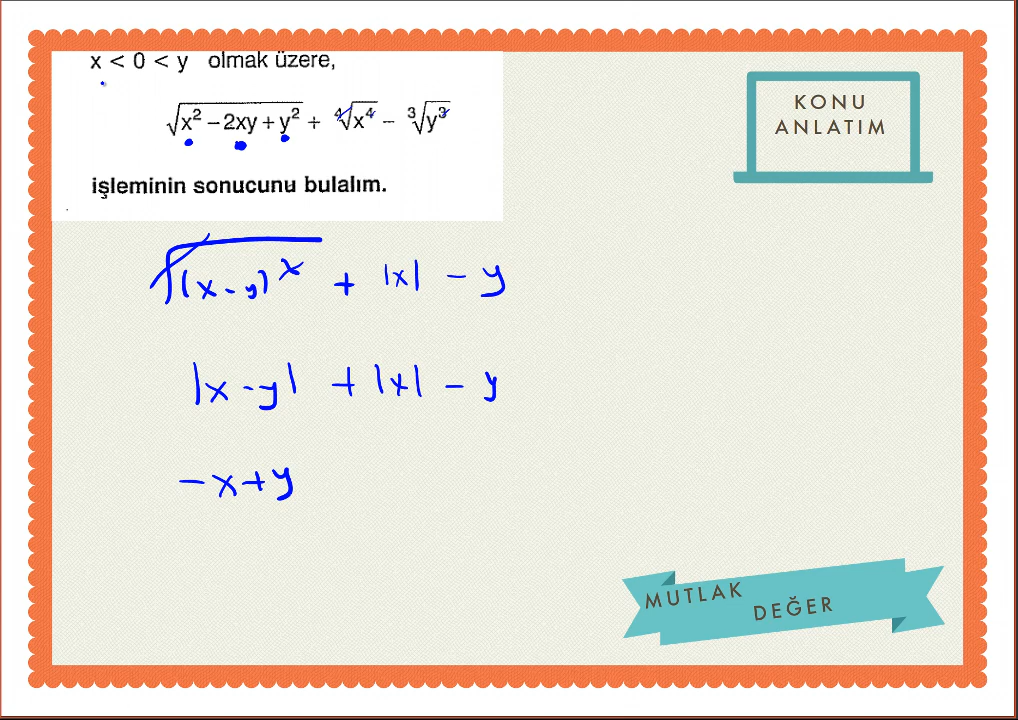 x < 0 < y olmak üzere,
√(x² – 2xy + y²) + ⁴√(x⁴) – ³√(y³)
işleminin sonucunu bulalım.
KONU
ANLATIM
√(x - y)² + |x| - y
|x - y| + |x| - y
-x+y
MUTLAK
DEĞER